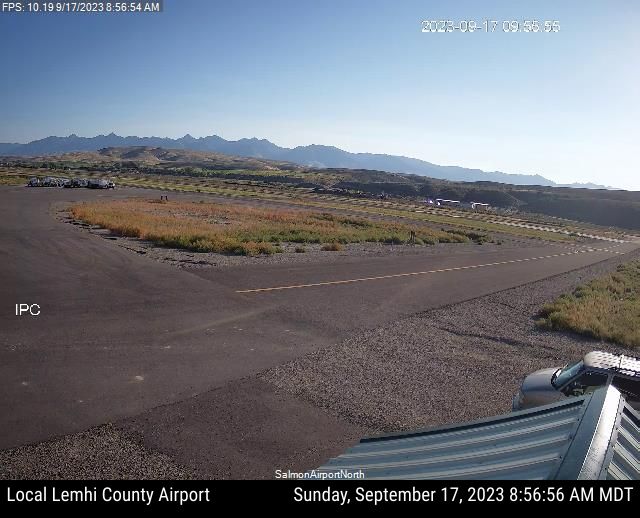 FPS: 10.19 9/17/2023 8:56:54 AM
2023-09-17 09:55:55
IPC
SalmonAirportNorth
Local Lemhi County Airport
Sunday, September 17, 2023 8:56:56 AM MDT